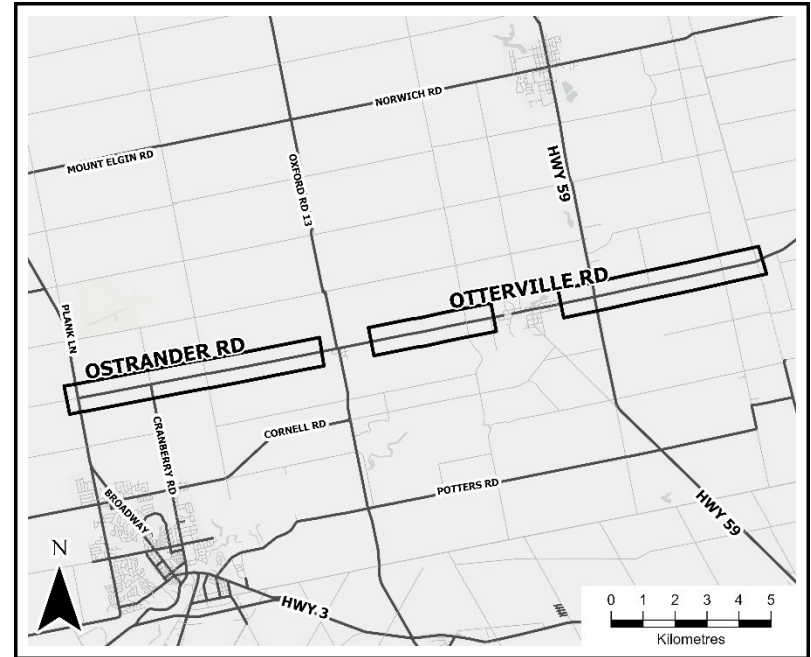 NORWICH RD
MOUNT ELGIN RD
OXFORD RD 13
HWY 59
OTTERVILLE RD
PLANK LN
OSTRANDER RD
CRANBERRY RD
CORNELL RD
BROADWAY
POTTERS RD
HWY 59
N
HWY 3
0 1 2 3 4 5
Kilometres